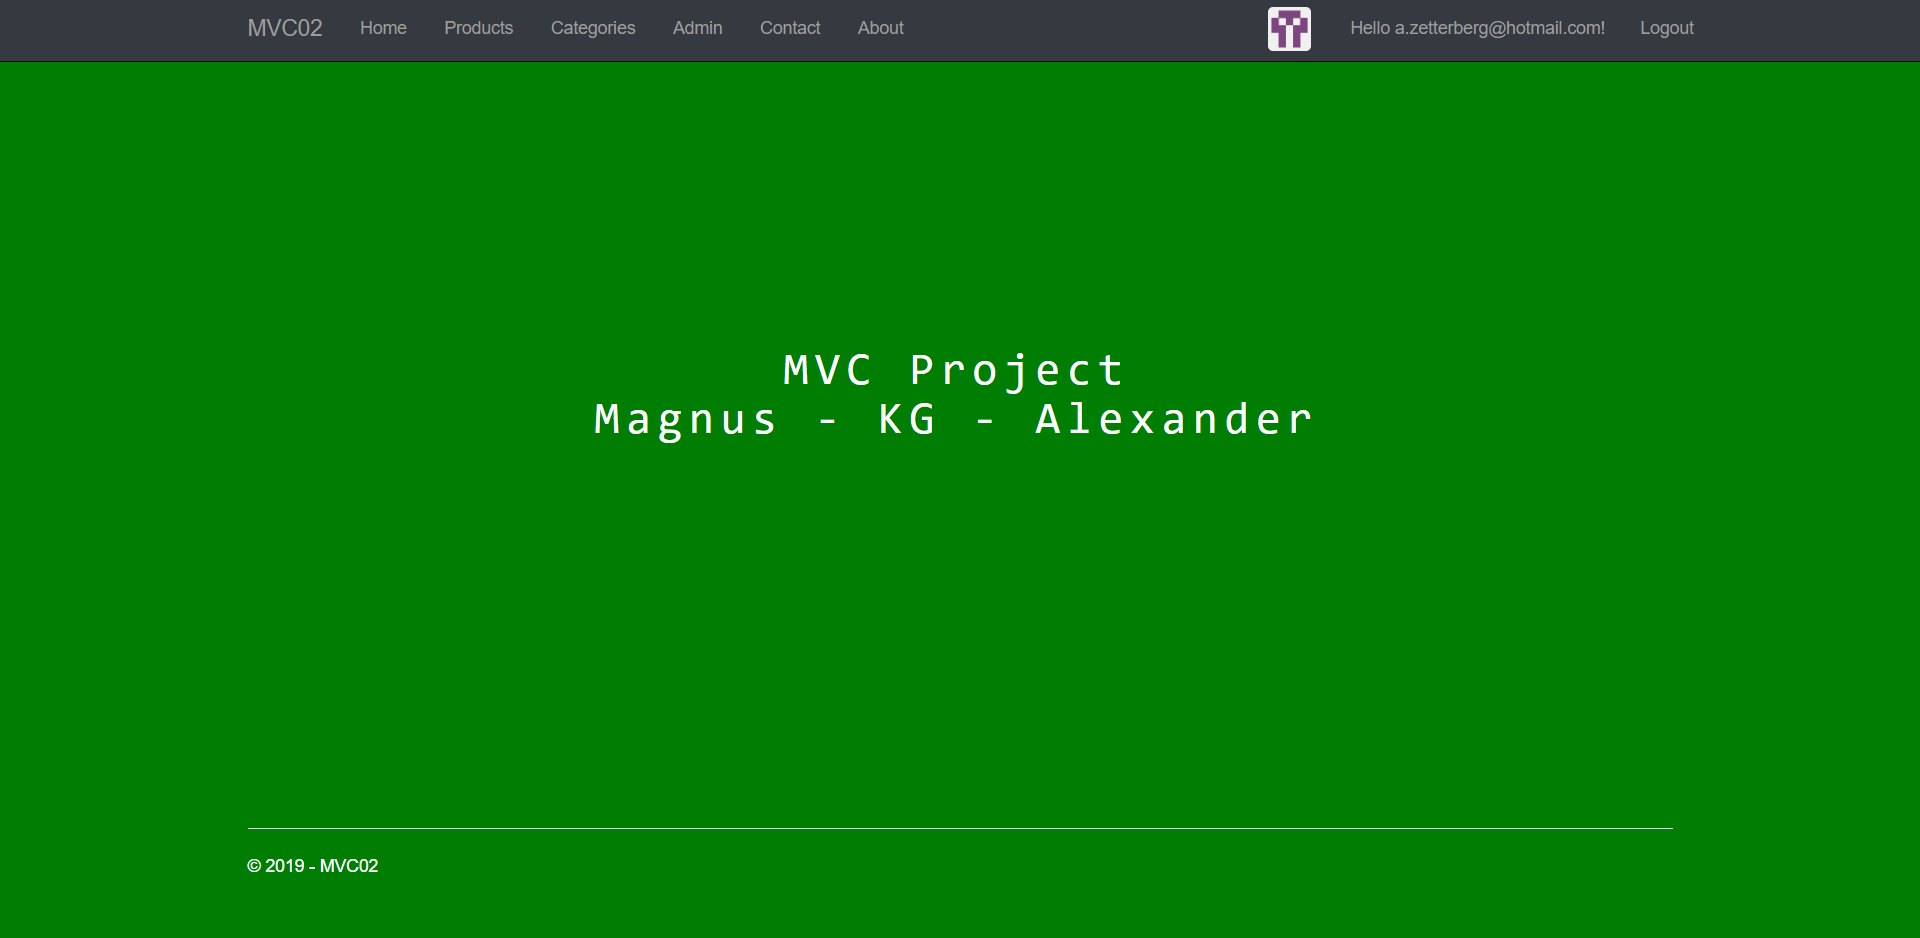 MVC02 Home Products Categories Admin Contact About Hello a.zetterberg@hotmail.com! Logout
MVC Project
Magnus - KG - Alexander
© 2019 - MVC02